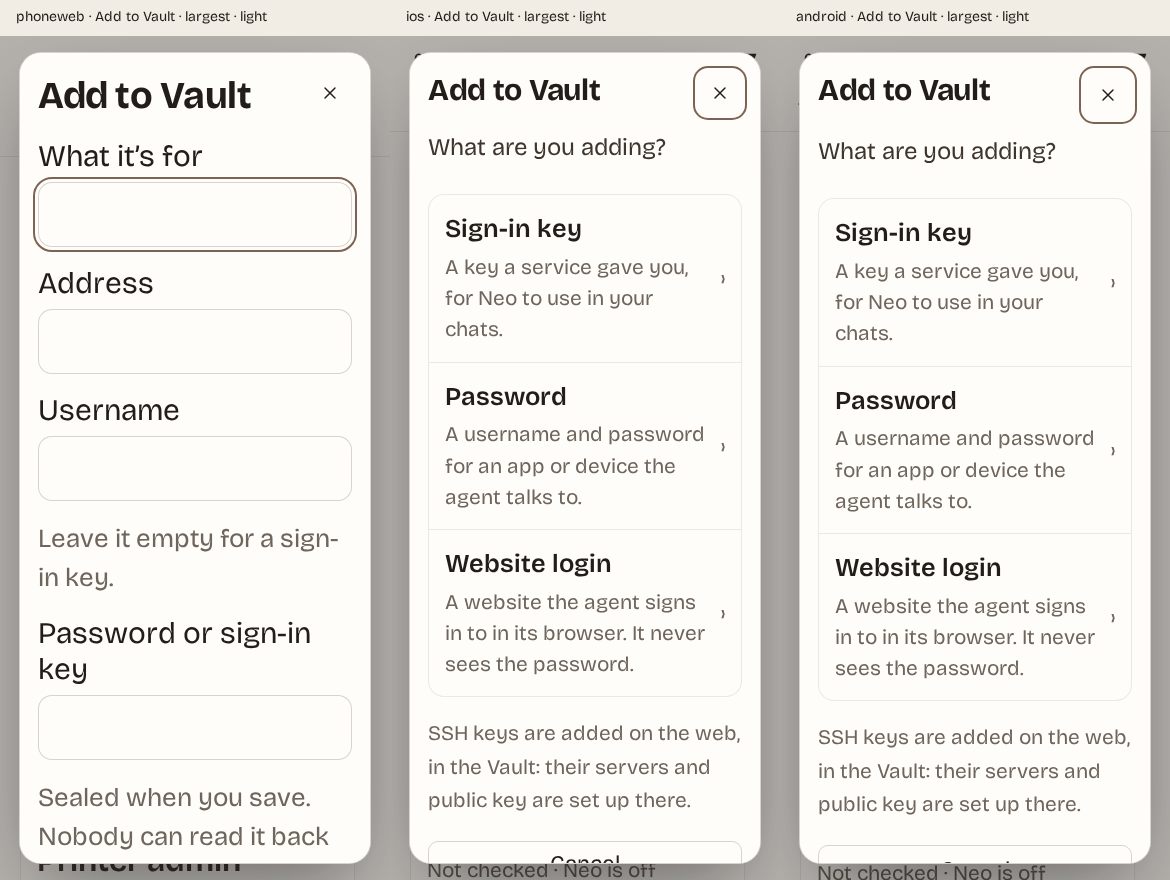 phoneweb · Add to Vault · largest · light
Add to Vault
What it’s for
Address
Username
Leave it empty for a sign-
in key.
Password or sign-in
key
Sealed when you save.
Nobody can read it back
Printer admin
ios · Add to Vault · largest · light
Add to Vault
What are you adding?
Sign-in key
A key a service gave you,
for Neo to use in your
chats.
Password
A username and password
for an app or device the
agent talks to.
Website login
A website the agent signs
in to in its browser. It never
sees the password.
SSH keys are added on the web,
in the Vault: their servers and
public key are set up there.
Cancel
Not checked · Neo is off
android · Add to Vault · largest · light
Add to Vault
What are you adding?
Sign-in key
A key a service gave you,
for Neo to use in your
chats.
Password
A username and password
for an app or device the
agent talks to.
Website login
A website the agent signs
in to in its browser. It never
sees the password.
SSH keys are added on the web,
in the Vault: their servers and
public key are set up there.
Not checked · Neo is off